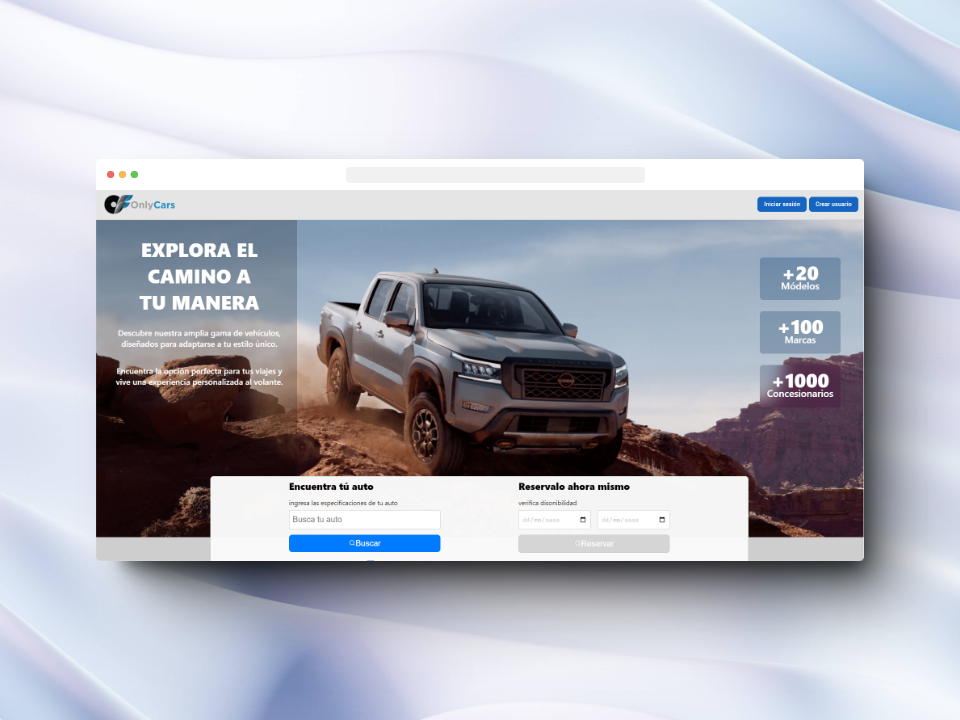 OnlyCars
Iniciar sesión
Crear usuario
EXPLORA EL
CAMINO A
TU MANERA
Descubre nuestra amplia gama de vehículos,
diseñados para adaptarse a tu estilo único.
Encuentra la opción perfecta para tus viajes y
vive una experiencia personalizada al volante.
+20
Módelos
+100
Marcas
+1000
Concesionarios
Encuentra tú auto
ingresa las especificaciones de tu auto
Busca tu auto
Buscar
Reservalo ahora mismo
verifica disonibilidad
dd/mm/aaaa
dd/mm/aaaa
Reservar